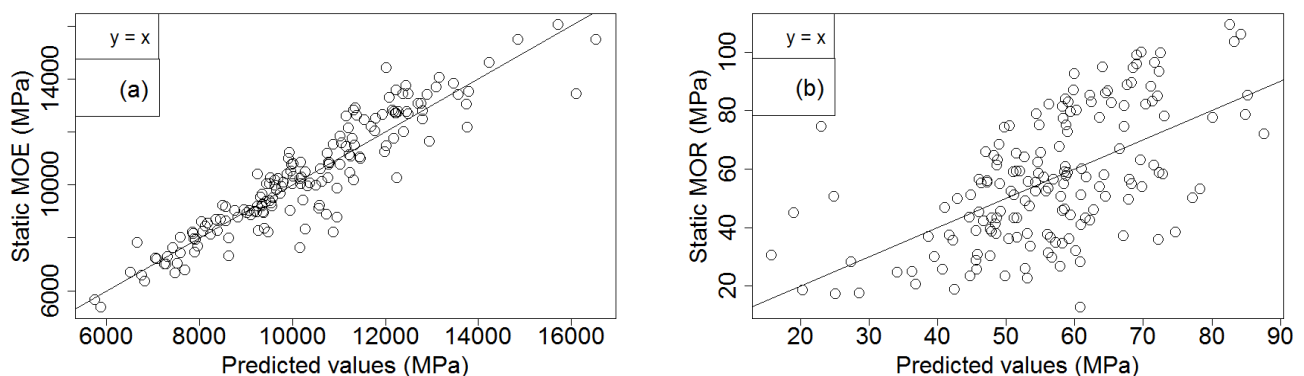 y = x
(a)
Static MOE (MPa)
6000
10000
14000
6000 8000 10000 12000 14000 16000
Predicted values (MPa)
y = x
(b)
Static MOR (MPa)
20
40
60
80
100
20 30 40 50 60 70 80 90
Predicted values (MPa)